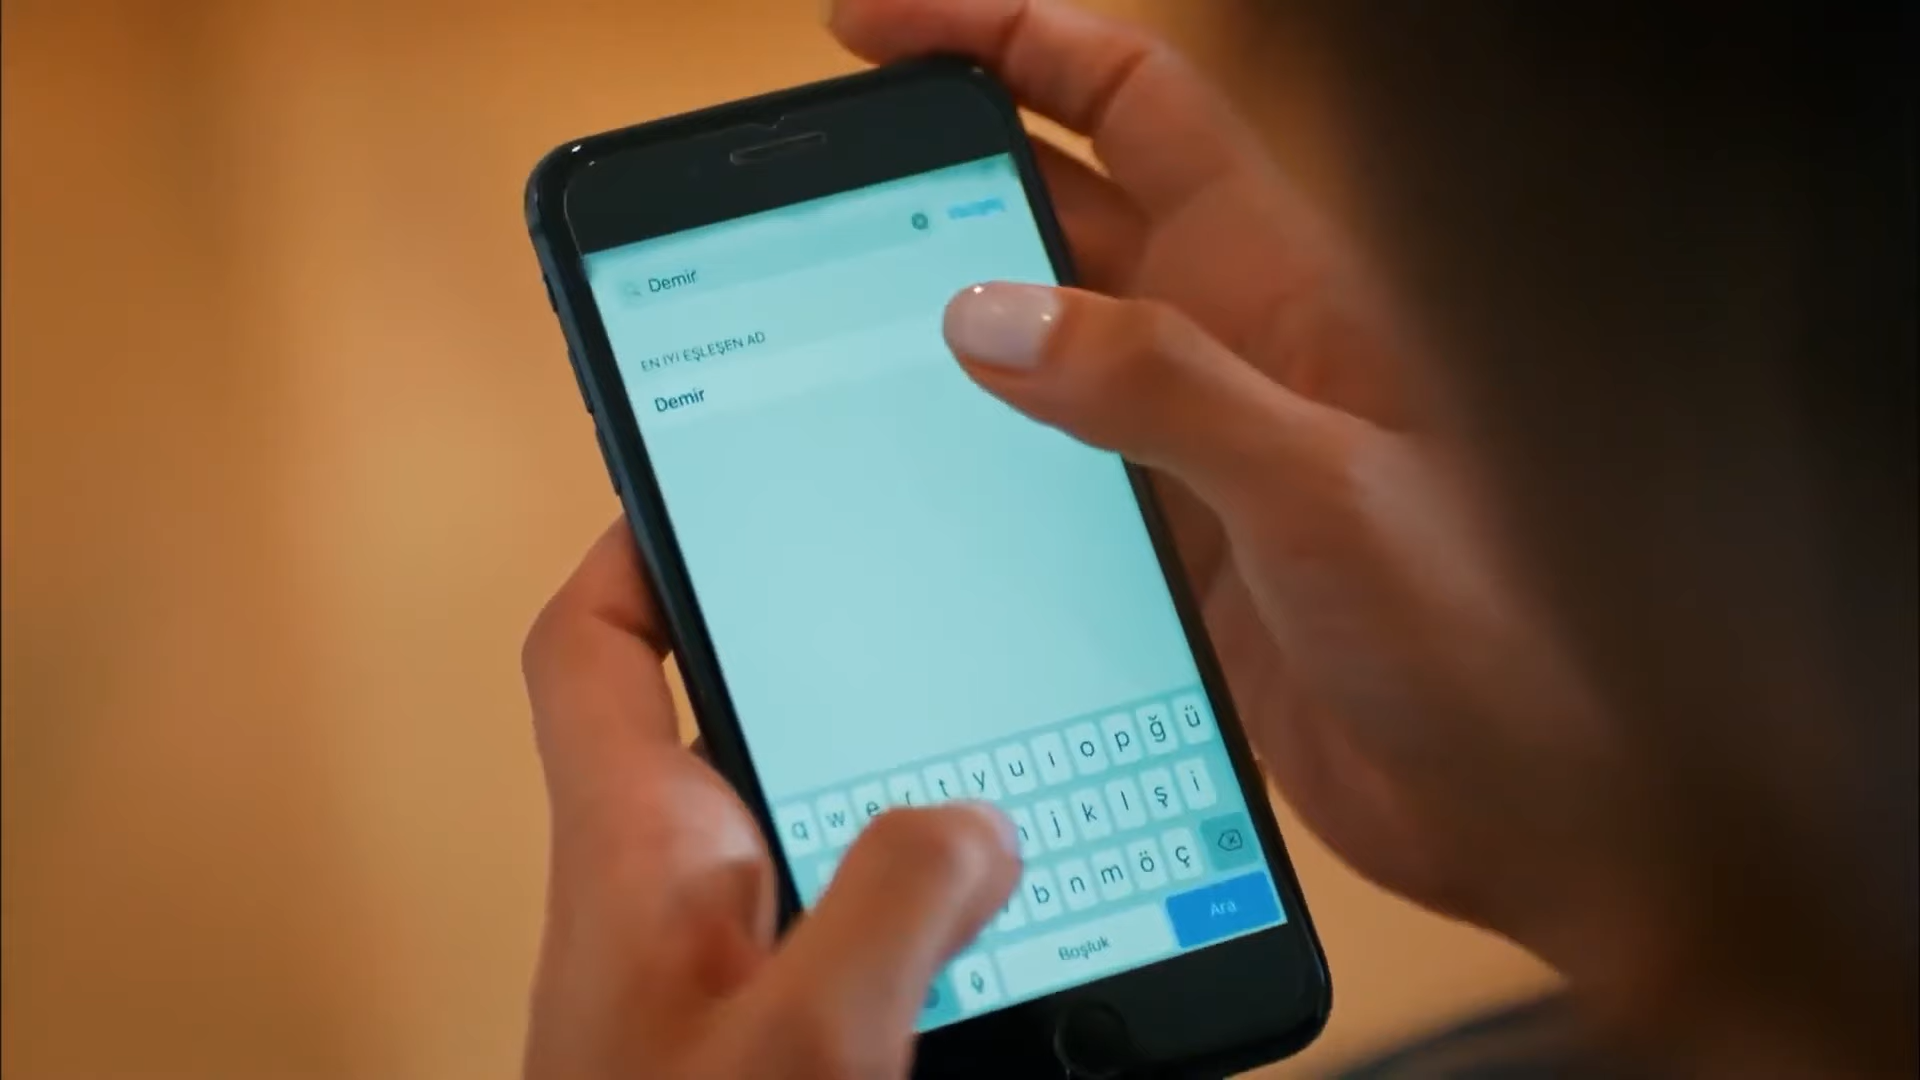 Demir
EN İYİ EŞLEŞEN AD
Demir
q w e r t y u ı o p ğ ü
j k l ş i
b n m ö ç
Boşluk Ara